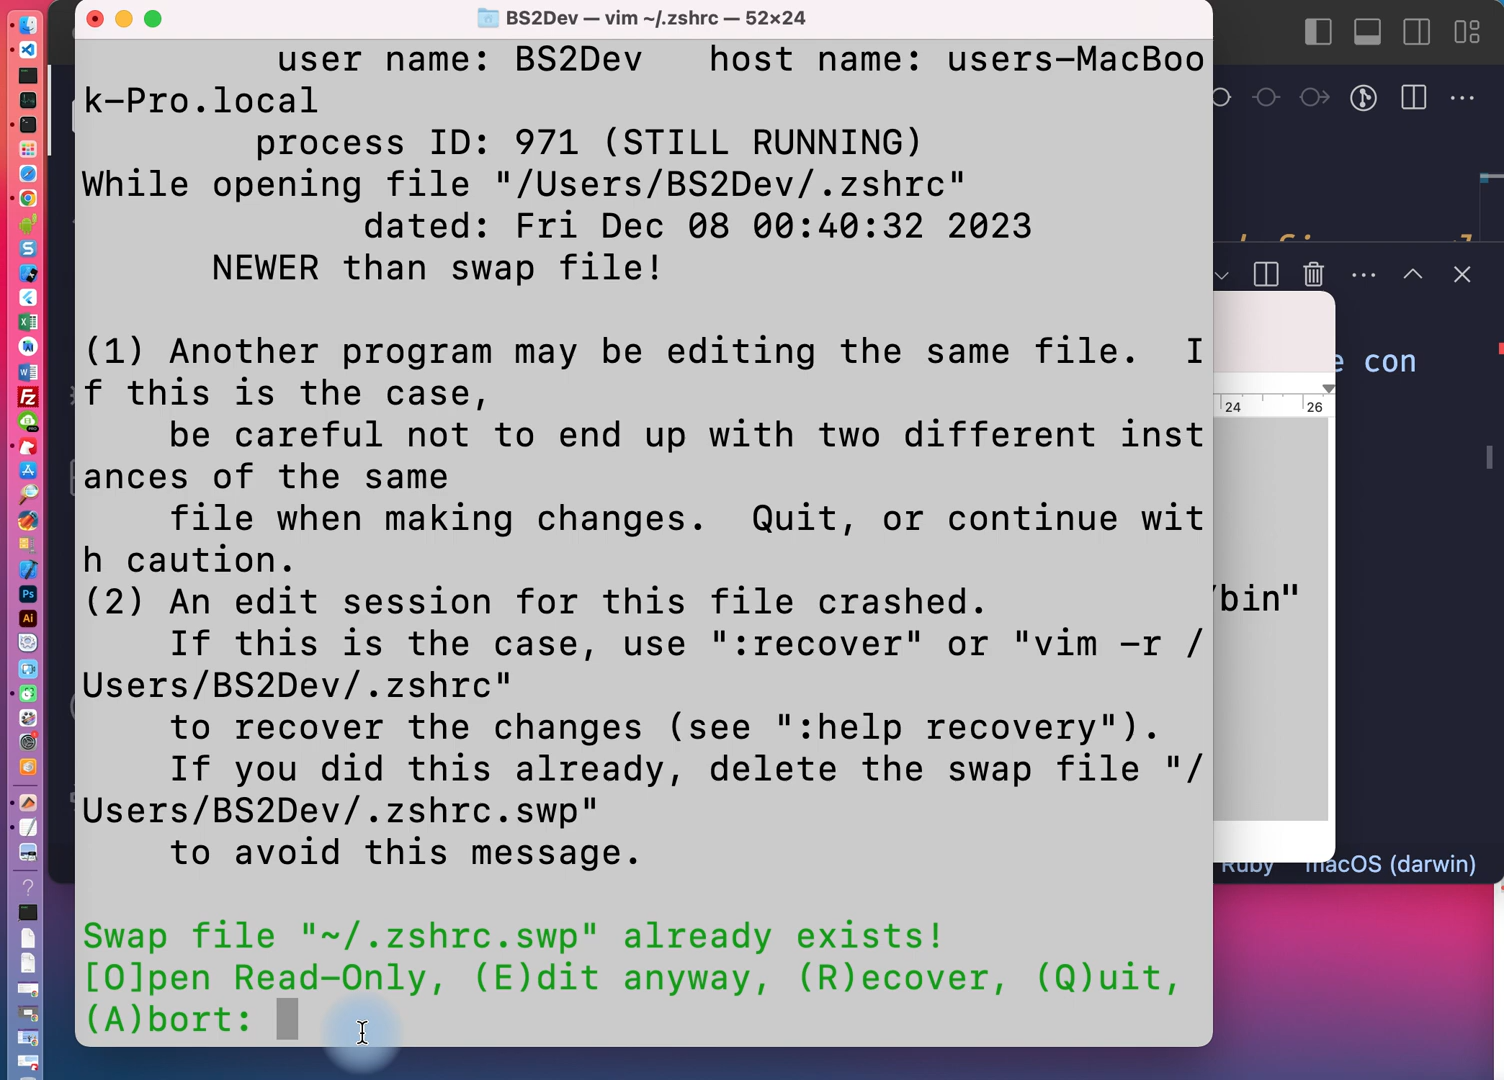 BS2Dev — vim ~/.zshrc — 52×24
user name: BS2Dev   host name: users-MacBoo
k-Pro.local
process ID: 971 (STILL RUNNING)
While opening file "/Users/BS2Dev/.zshrc"
dated: Fri Dec 08 00:40:32 2023
NEWER than swap file!
(1) Another program may be editing the same file.  I
f this is the case,
be careful not to end up with two different inst
ances of the same
file when making changes.  Quit, or continue wit
h caution.
(2) An edit session for this file crashed.
If this is the case, use ":recover" or "vim -r /
Users/BS2Dev/.zshrc"
to recover the changes (see ":help recovery").
If you did this already, delete the swap file "/
Users/BS2Dev/.zshrc.swp"
to avoid this message.
Swap file "~/.zshrc.swp" already exists!
[O]pen Read-Only, (E)dit anyway, (R)ecover, (Q)uit,
(A)bort:
e con
24 26
/bin"
Ruby macOS (darwin)
Ps
Ai
Fz